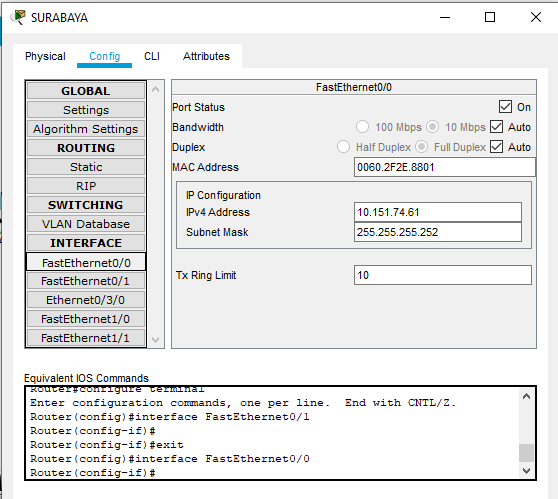 SURABAYA
Physical Config CLI Attributes
GLOBAL
Settings
Algorithm Settings
ROUTING
Static
RIP
SWITCHING
VLAN Database
INTERFACE
FastEthernet0/0
FastEthernet0/1
Ethernet0/3/0
FastEthernet1/0
FastEthernet1/1
FastEthernet0/0
Port Status On
Bandwidth 100 Mbps 10 Mbps Auto
Duplex Half Duplex Full Duplex Auto
MAC Address 0060.2F2E.8801
IP Configuration
IPv4 Address 10.151.74.61
Subnet Mask 255.255.255.252
Tx Ring Limit 10
Equivalent IOS Commands
Router#configure terminal
Enter configuration commands, one per line. End with CNTL/Z.
Router(config)#interface FastEthernet0/1
Router(config-if)#
Router(config-if)#exit
Router(config)#interface FastEthernet0/0
Router(config-if)#